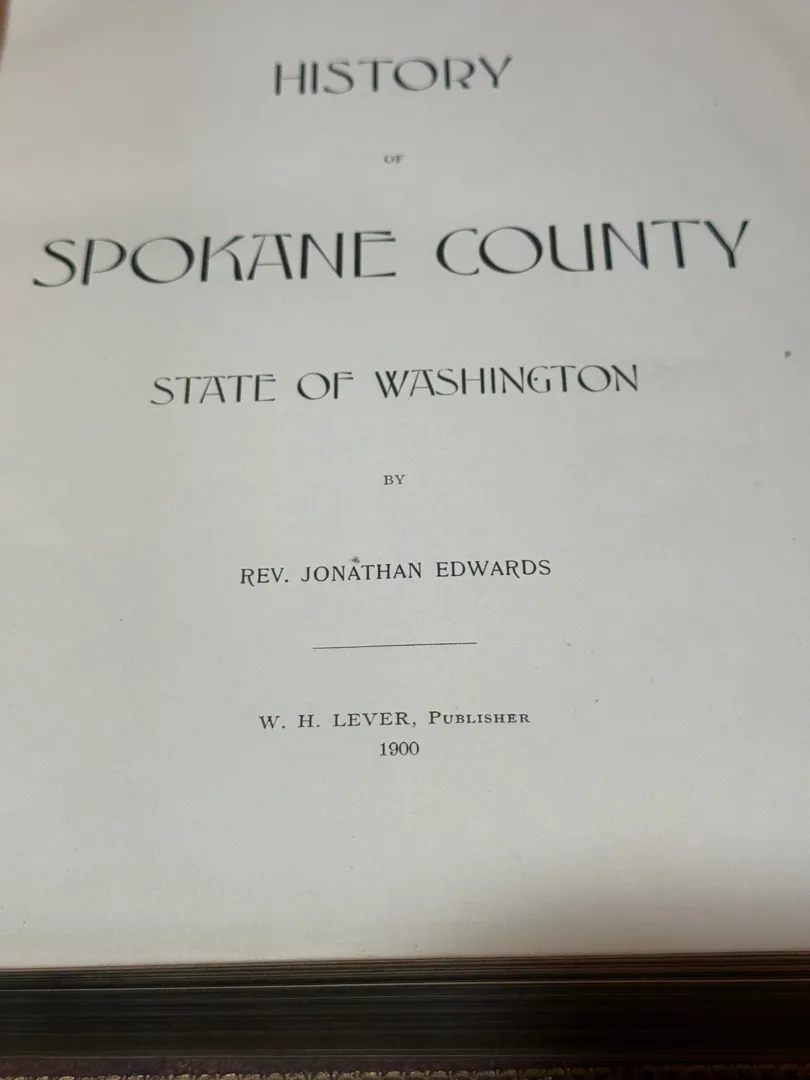 HISTORY
OF
SPOKANE COUNTY
STATE OF WASHINGTON
BY
REV. JONATHAN EDWARDS
W. H. LEVER, PUBLISHER
1900